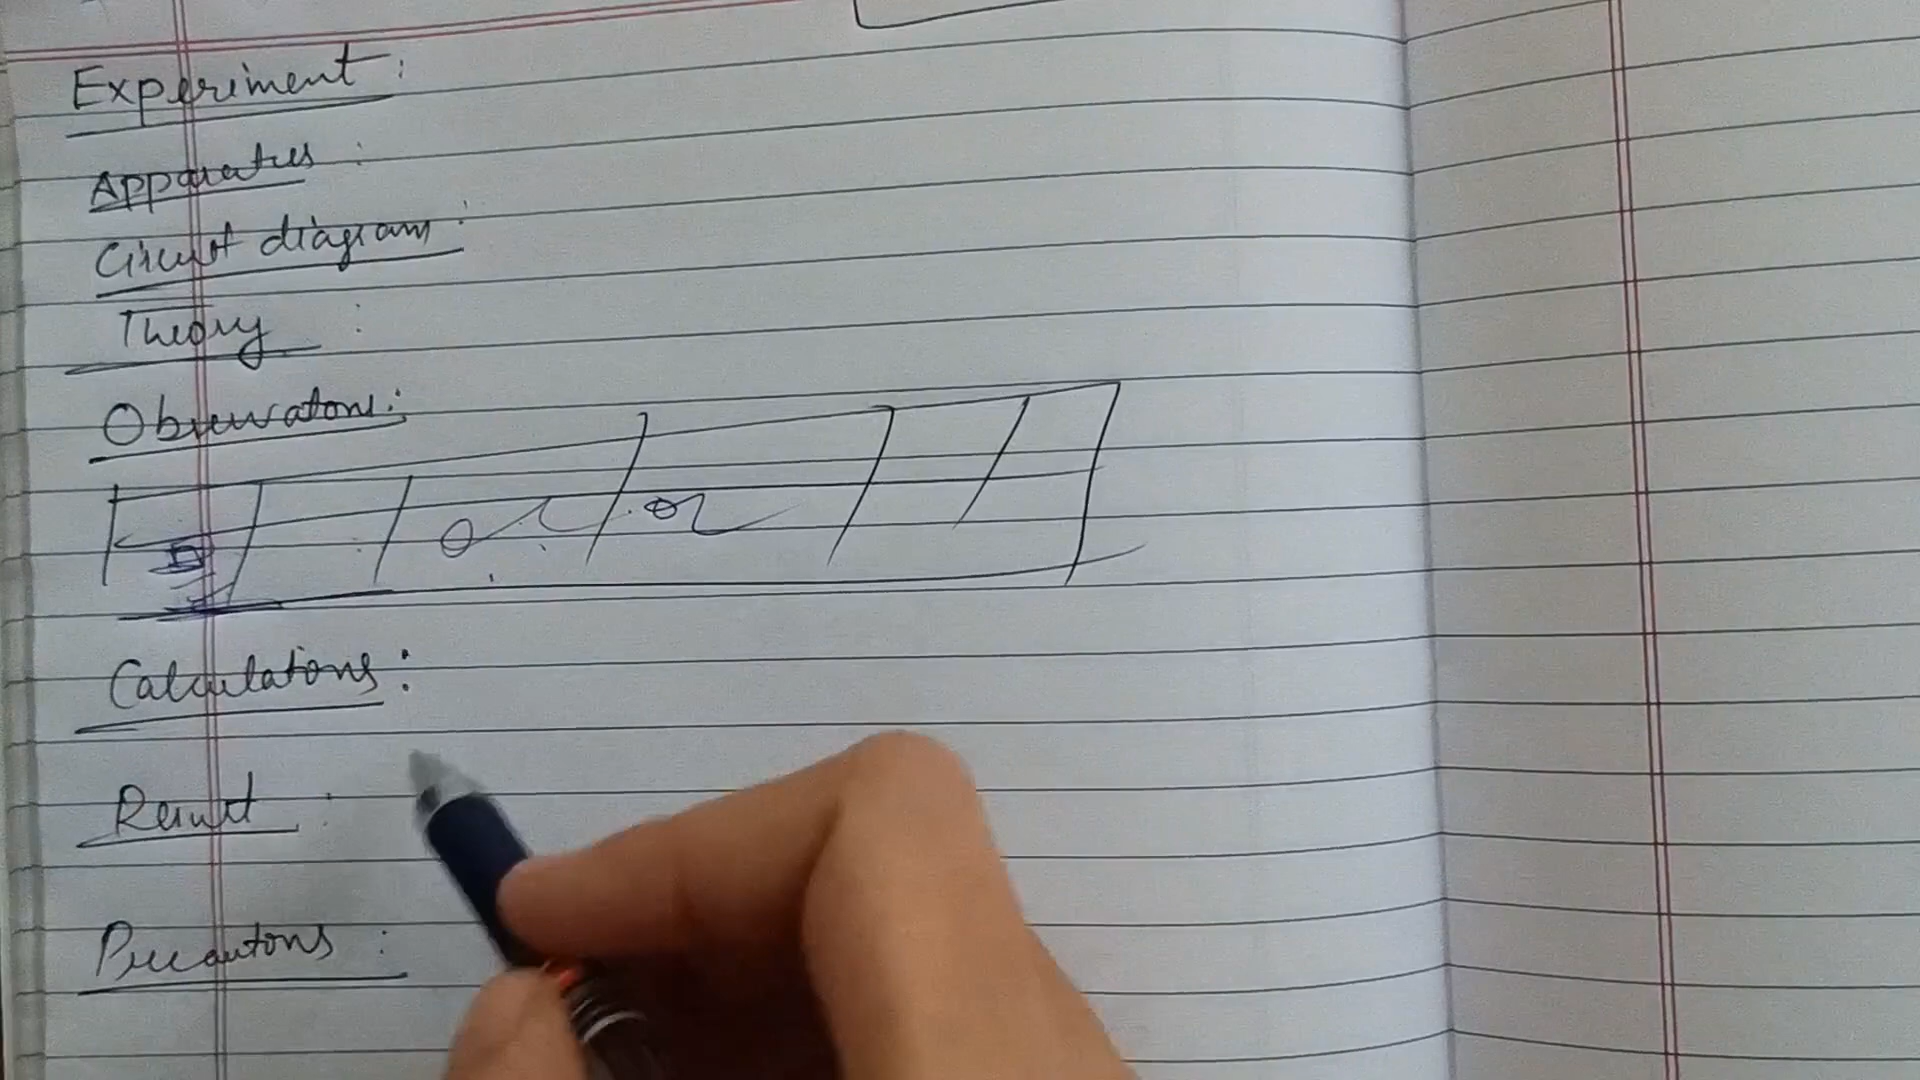 Experiment:
Apparatus :
Circuit diagram:
Theory :
Observations:
Calculations:
Result :
Precautions :